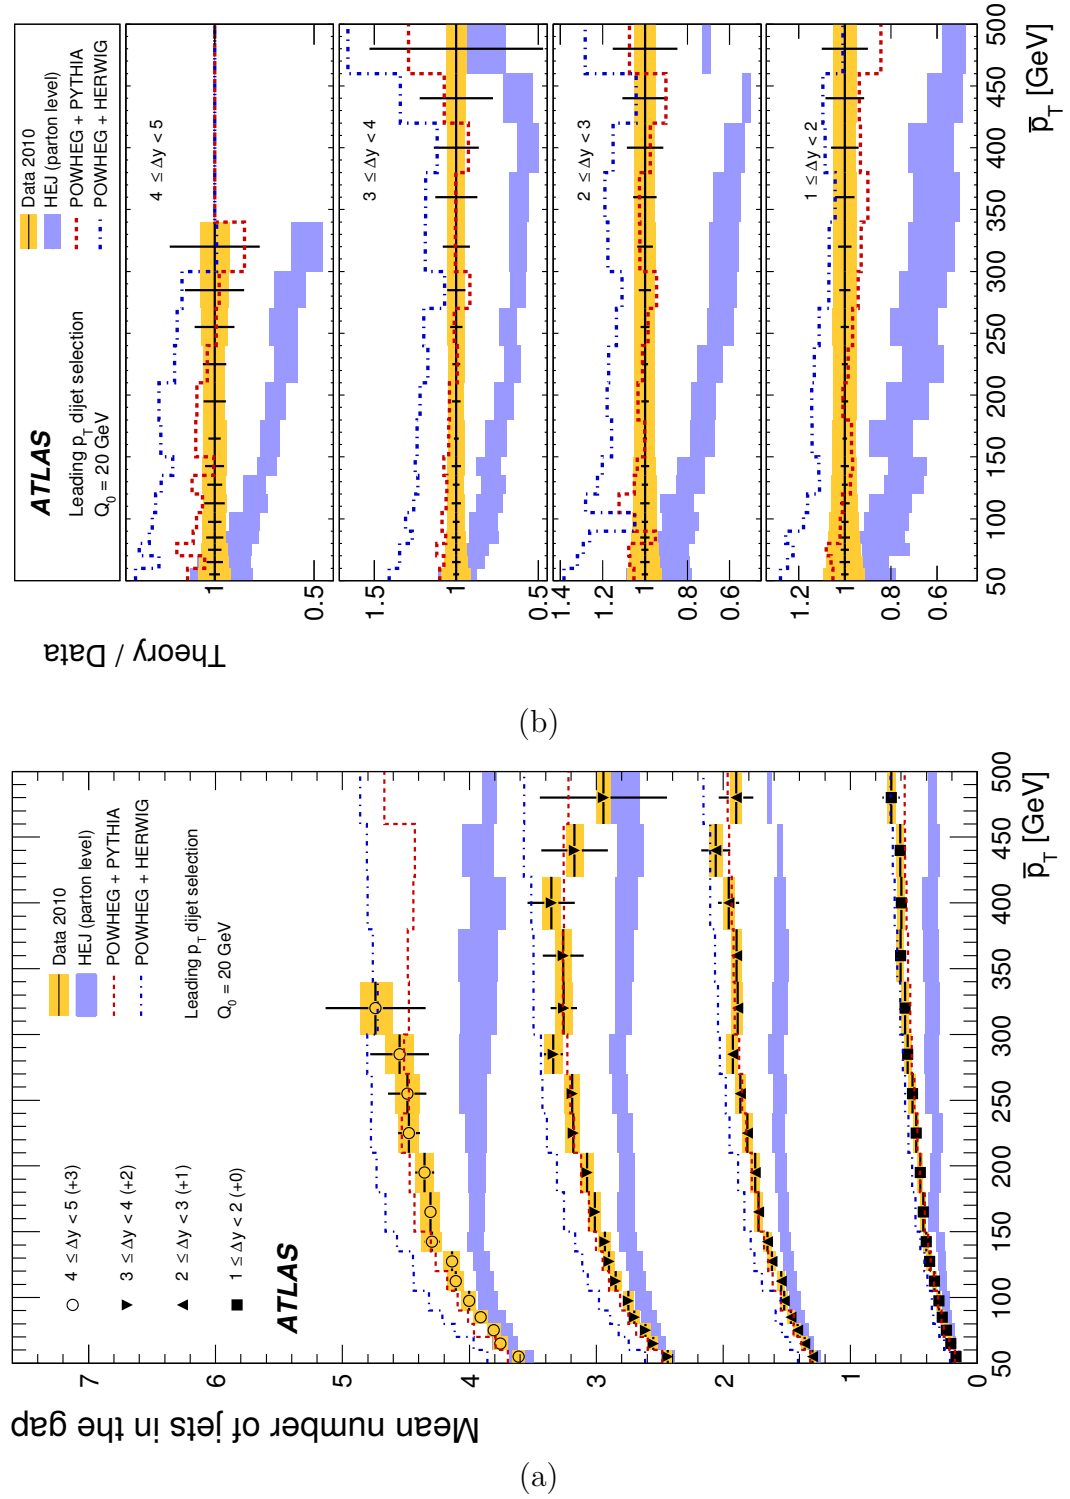 Mean number of jets in the gap
7
6
5
4
3
2
1
0
50
100
150
200
250
300
350
400
450
500
p̅_T [GeV]
4 ≤ Δy < 5 (+3)
3 ≤ Δy < 4 (+2)
2 ≤ Δy < 3 (+1)
1 ≤ Δy < 2 (+0)
ATLAS
Data 2010
HEJ (parton level)
POWHEG + PYTHIA
POWHEG + HERWIG
Leading p_T dijet selection
Q_0 = 20 GeV
(a)
Theory / Data
ATLAS
Leading p_T dijet selection
Q_0 = 20 GeV
Data 2010
HEJ (parton level)
POWHEG + PYTHIA
POWHEG + HERWIG
4 ≤ Δy < 5
1
0.5
3 ≤ Δy < 4
1.5
1
0.5
2 ≤ Δy < 3
1.4
1.2
1
0.8
0.6
1 ≤ Δy < 2
1.2
1
0.8
0.6
50
100
150
200
250
300
350
400
450
500
p̅_T [GeV]
(b)